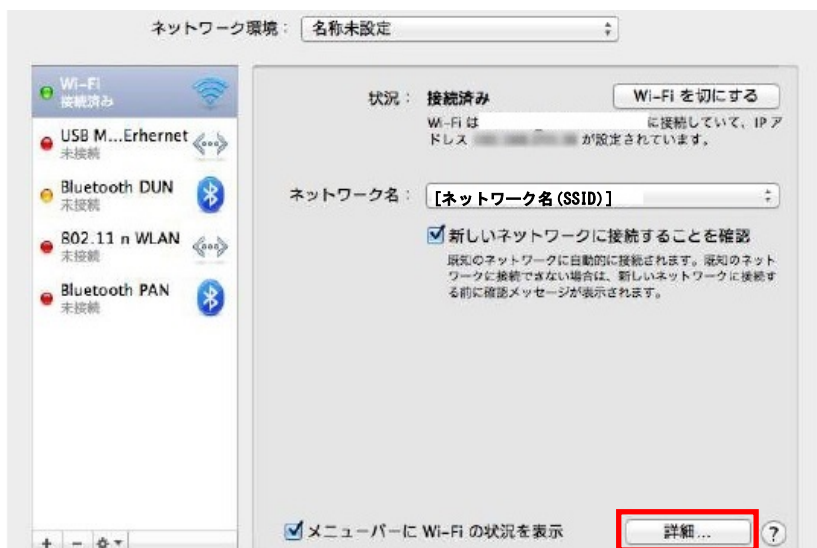 ネットワーク環境： 名称未設定
Wi-Fi
接続済み
USB M...Erhernet
未接続
Bluetooth DUN
未接続
802.11 n WLAN
未接続
Bluetooth PAN
未接続
状況： 接続済み
Wi-Fi を切にする
Wi-Fi は に接続していて、IP ア
ドレス が設定されています。
ネットワーク名： [ネットワーク名(SSID)]
新しいネットワークに接続することを確認
既知のネットワークに自動的に接続されます。既知のネット
ワークに接続できない場合は、新しいネットワークに接続す
る前に確認メッセージが表示されます。
メニューバーに Wi-Fi の状況を表示
詳細... ?